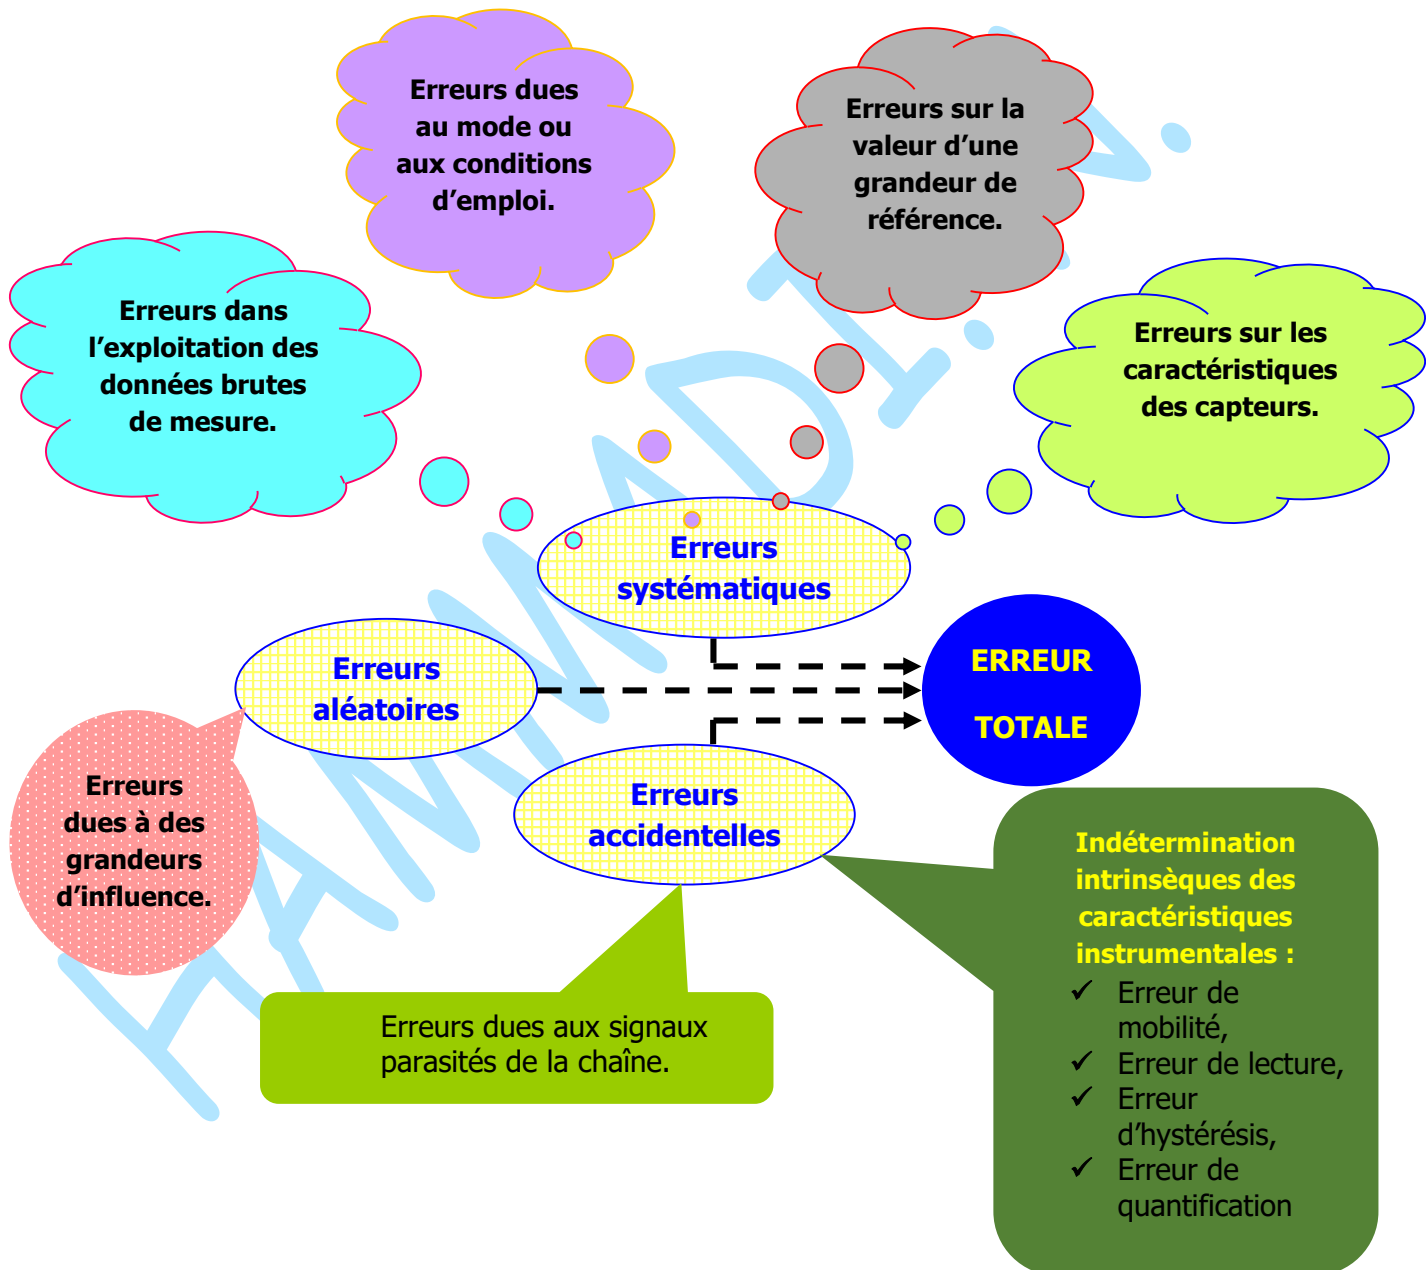 Erreurs dues
au mode ou
aux conditions
d’emploi.
Erreurs sur la
valeur d’une
grandeur de
référence.
Erreurs dans
l’exploitation des
données brutes
de mesure.
Erreurs sur les
caractéristiques
des capteurs.
Erreurs
systématiques
Erreurs
aléatoires
ERREUR
TOTALE
Erreurs
accidentelles
Erreurs
dues à des
grandeurs
d’influence.
Indétermination
intrinsèques des
caractéristiques
instrumentales :
✓ Erreur de
mobilité,
✓ Erreur de lecture,
✓ Erreur
d’hystérésis,
✓ Erreur de
quantification
Erreurs dues aux signaux
parasités de la chaîne.